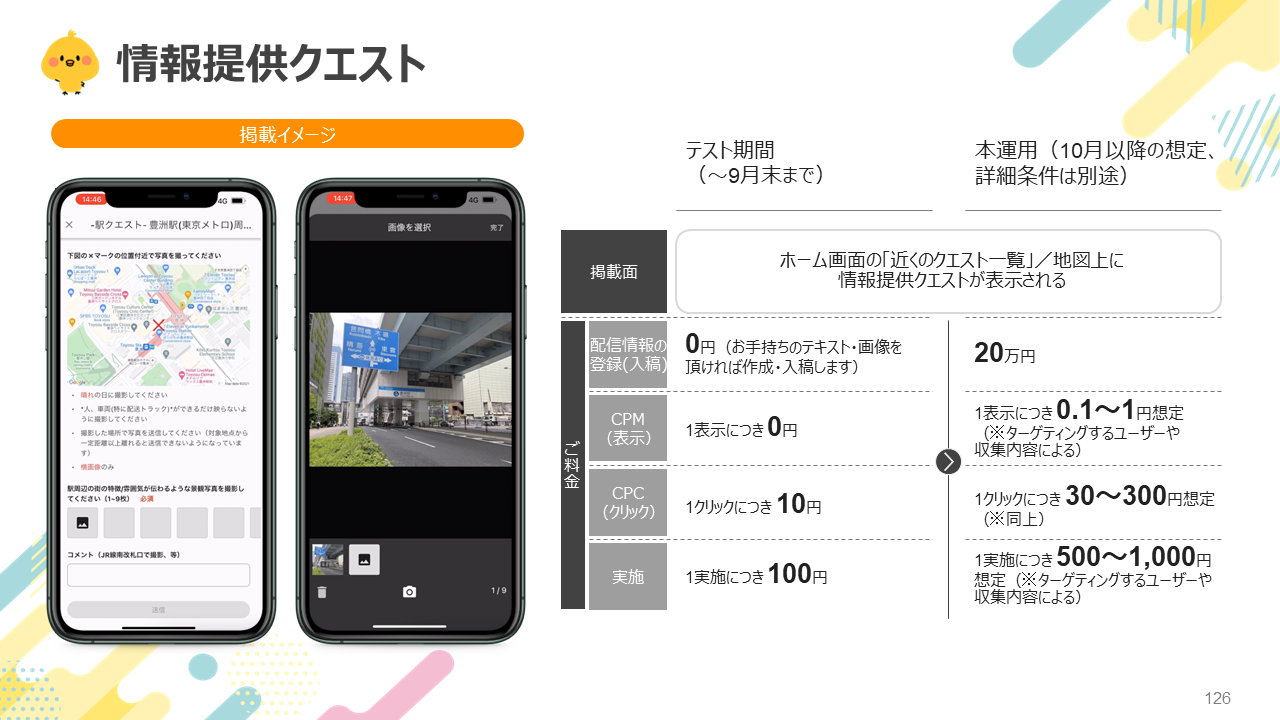 情報提供クエスト
掲載イメージ
14:46
4G
-駅クエスト- 豊洲駅(東京メトロ)周...
下図の×マークの位置付近で写真を撮ってください
・ 晴れの日に撮影してください
・ *人、車両(特に配送トラック)*ができるだけ映らないよ
うに撮影してください
・ 撮影した場所で写真を送信してください（対象地点から
一定距離以上離れると送信できないようになっていま
す）
・ 横画像のみ
駅周辺の街の特徴/雰囲気が伝わるような景観写真を撮影し
てください（1~9枚） 必須
コメント（JR線南改札口で撮影、等）
送信
14:47
4G
画像を選択
完了
1 / 9
テスト期間
（～9月末まで）
本運用（10月以降の想定、
詳細条件は別途）
掲載面
ホーム画面の「近くのクエスト一覧」／地図上に
情報提供クエストが表示される
ご料金
配信情報の
登録(入稿)
0円（お手持ちのテキスト・画像を
頂ければ作成・入稿します）
20万円
CPM
(表示)
1表示につき0円
1表示につき0.1～1円想定
（※ターゲティングするユーザーや
収集内容による）
CPC
(クリック)
1クリックにつき10円
1クリックにつき30～300円想定
（※同上）
実施
1実施につき100円
1実施につき500～1,000円
想定（※ターゲティングするユーザーや
収集内容による）
126